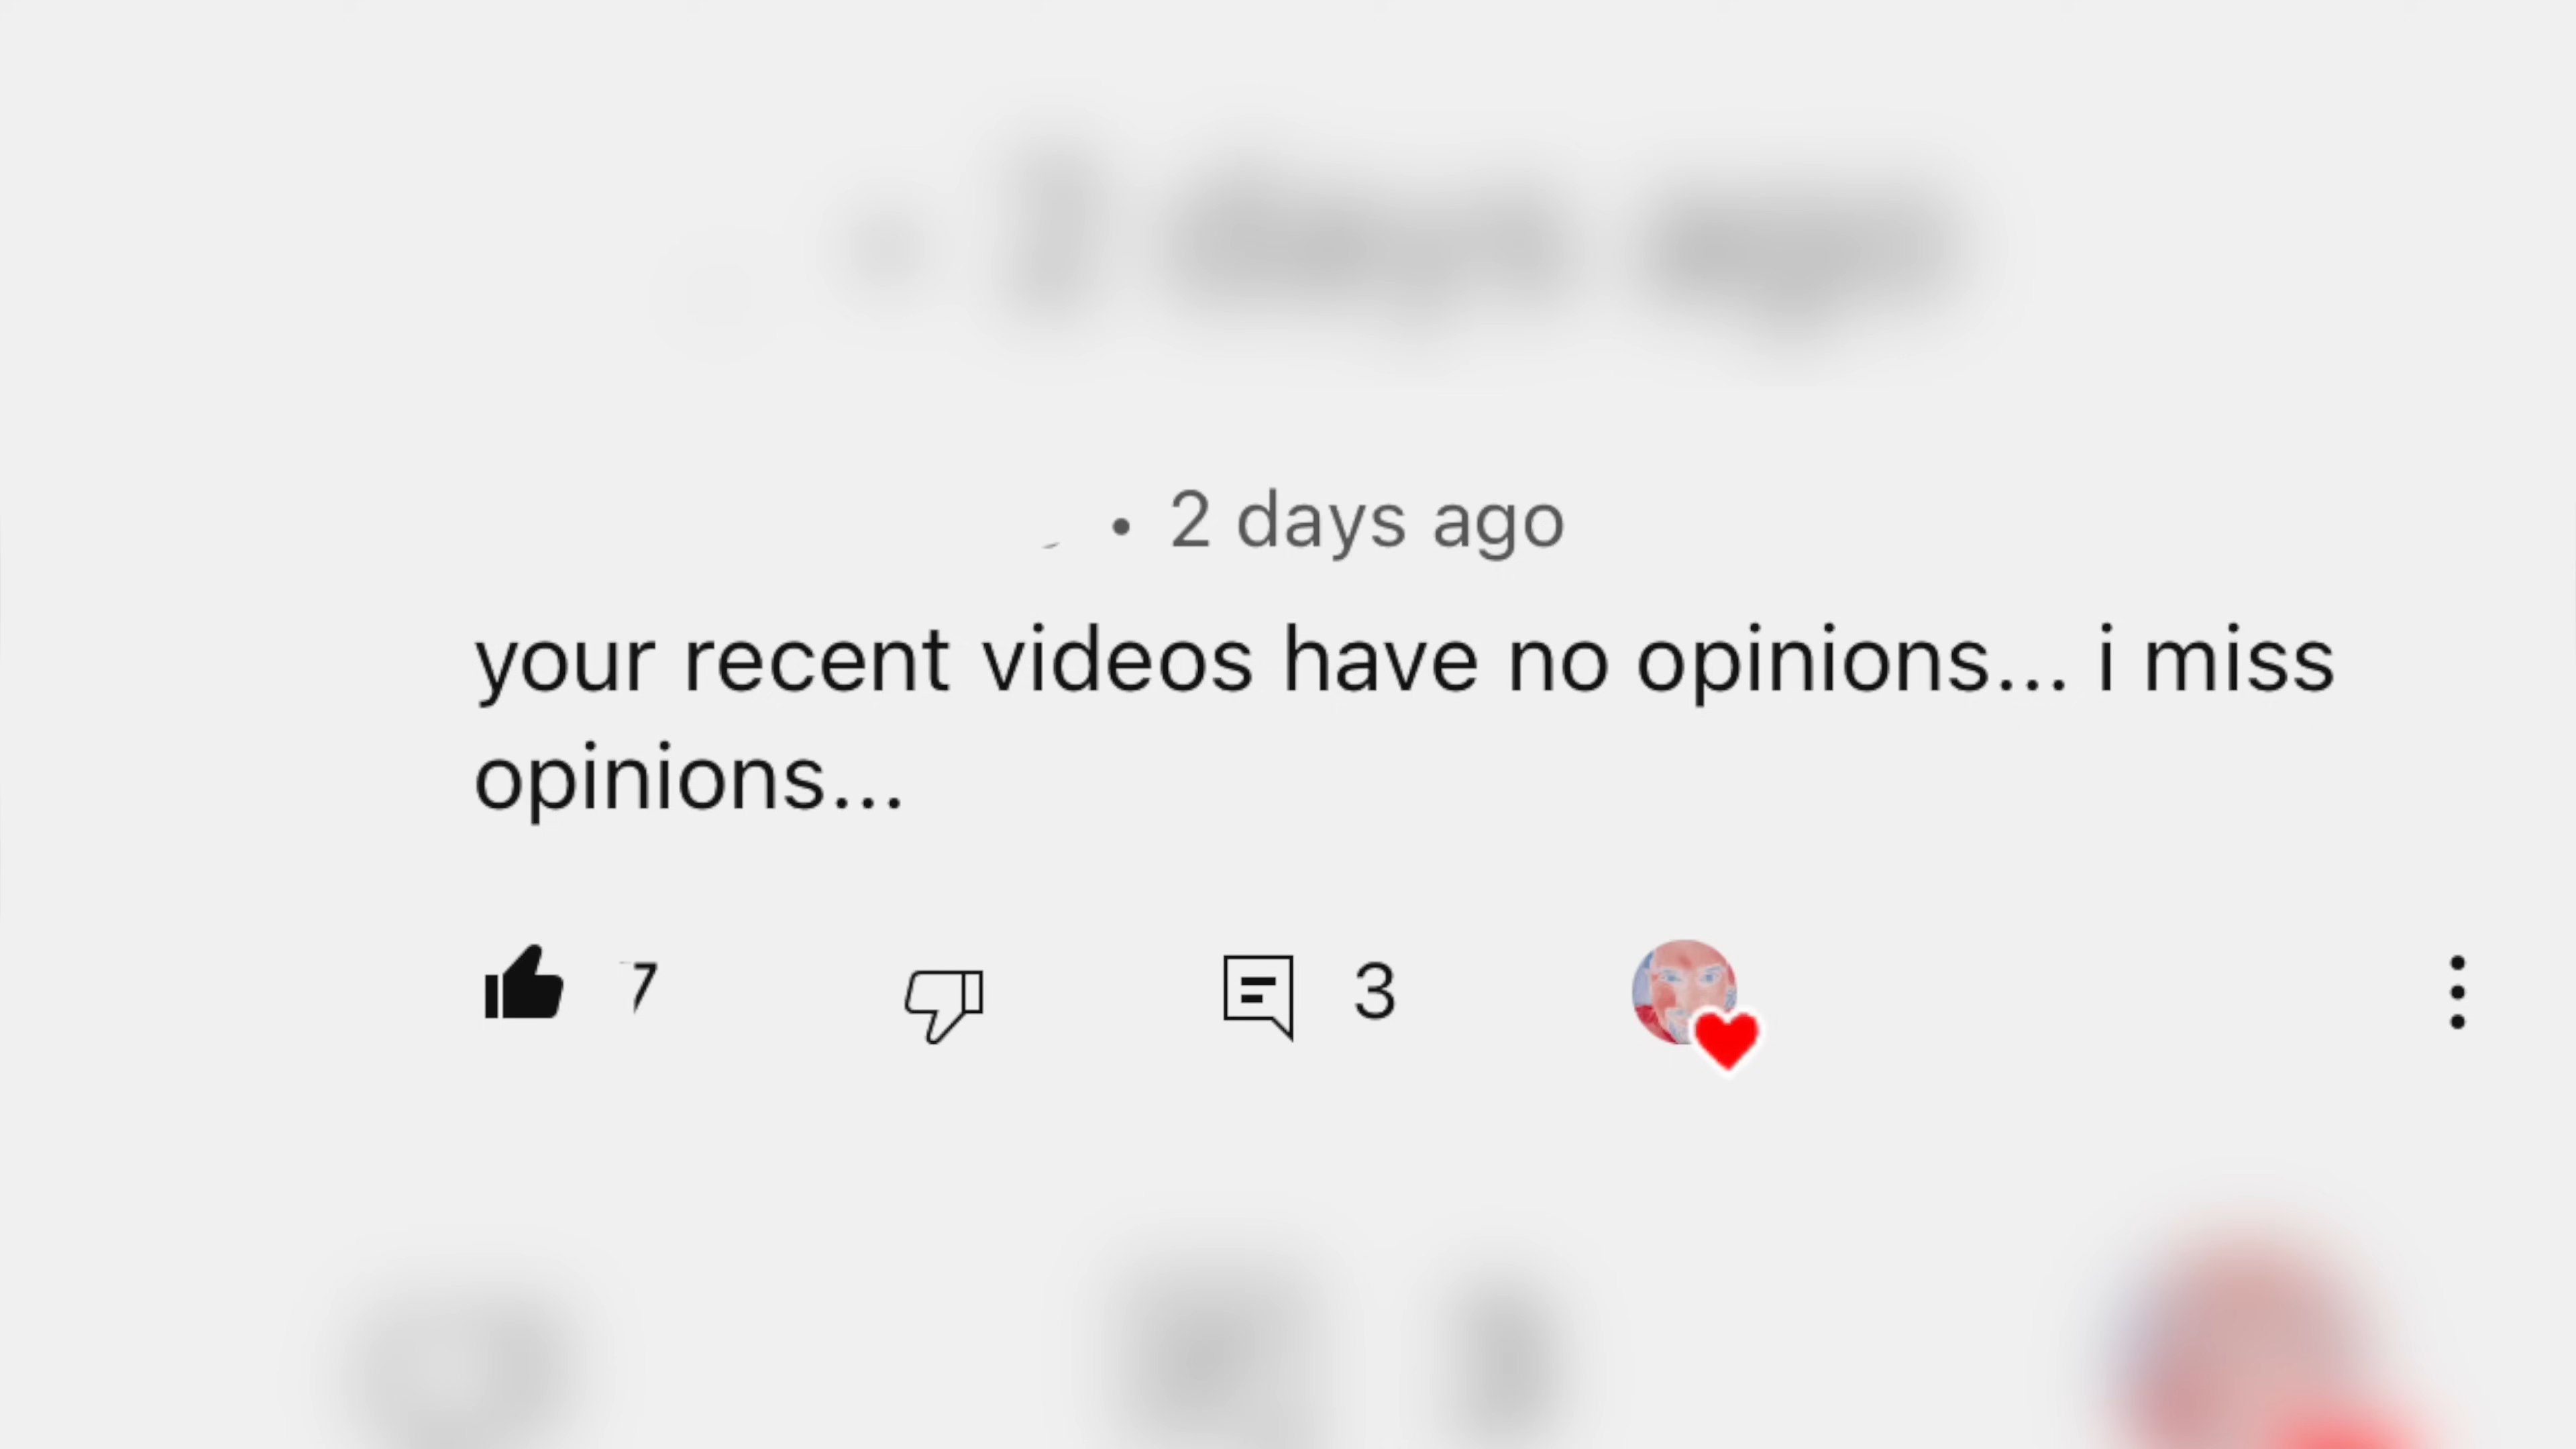 • 2 days ago
your recent videos have no opinions... i miss
opinions...
7 3